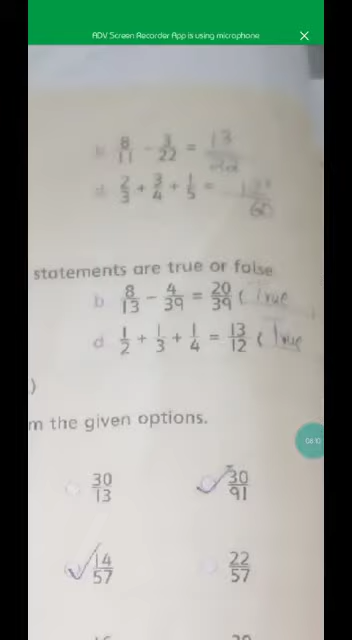 ADV Screen Recorder App is using microphone
8/11 - 3/22 = 13/
d 2/3 + 3/4 + 1/5 = /60
statements are true or false
b 8/13 - 4/39 = 20/39 ( True
d 1/2 + 1/3 + 1/4 = 13/12 ( True
)
m the given options.
30/13 30/91
14/57 22/57